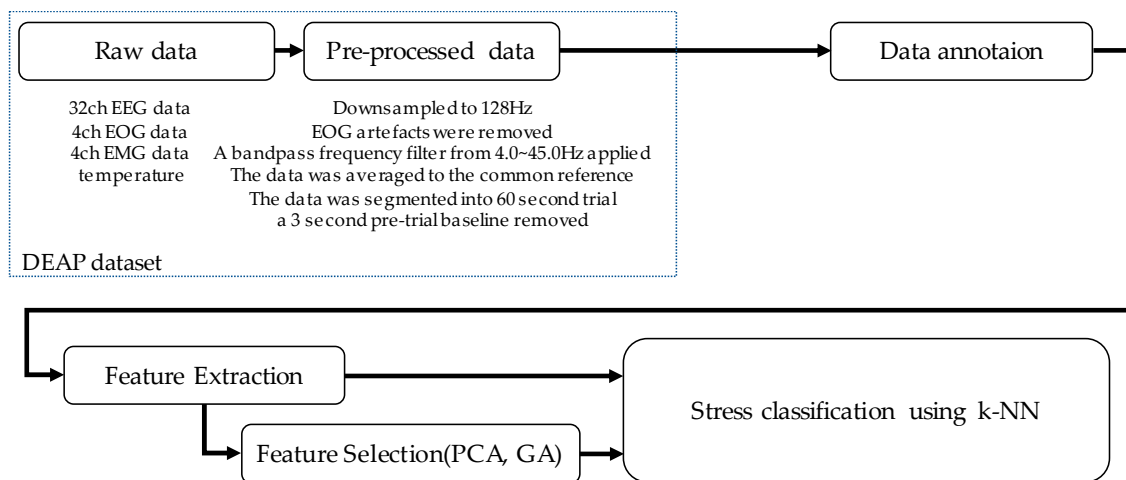 Raw data
Pre-processed data
Data annotaion
32ch EEG data
4ch EOG data
4ch EMG data
temperature
Downsampled to 128Hz
EOG artefacts were removed
A bandpass frequency filter from 4.0~45.0Hz applied
The data was averaged to the common reference
The data was segmented into 60 second trial
a 3 second pre-trial baseline removed
DEAP dataset
Feature Extraction
Feature Selection(PCA, GA)
Stress classification using k-NN